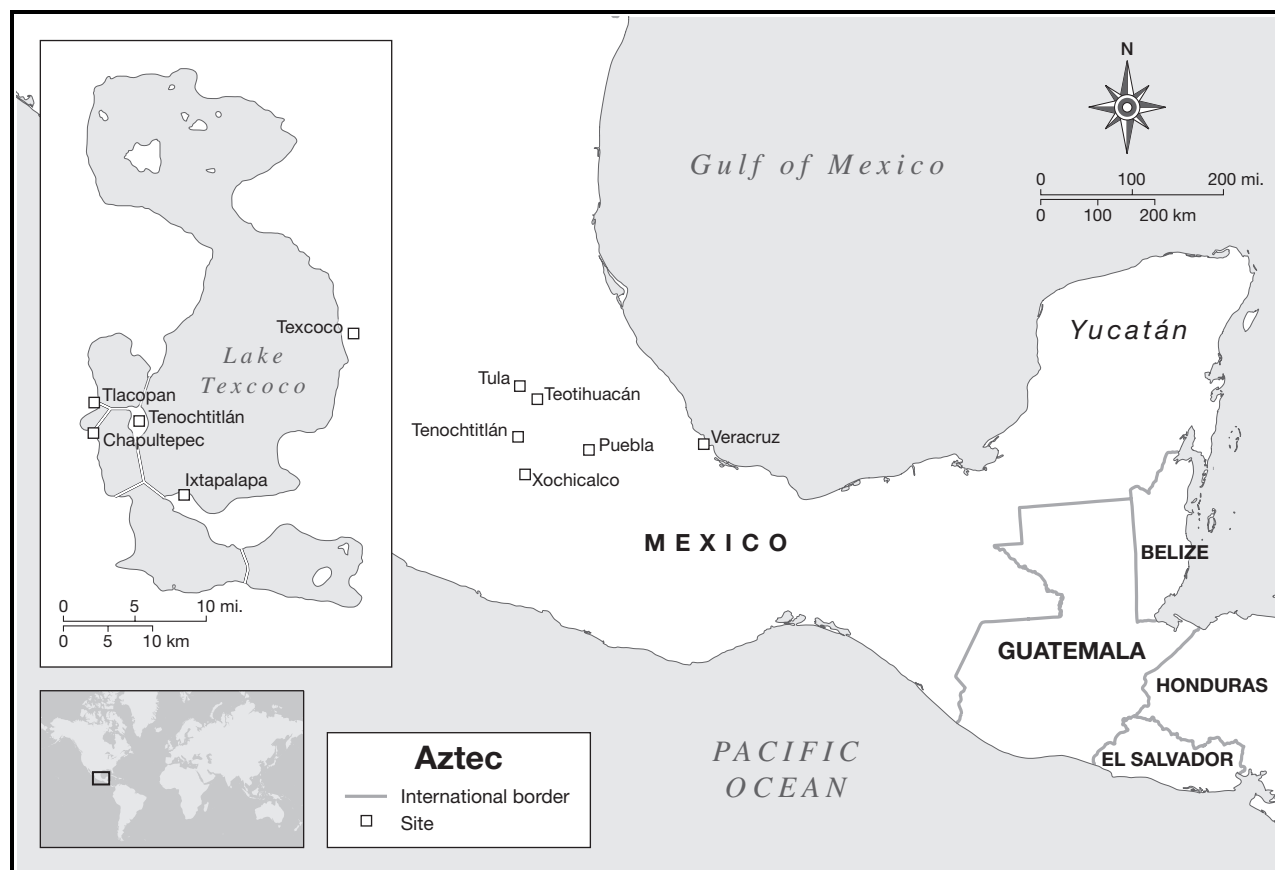 N
Gulf of Mexico
0 100 200 mi.
0 100 200 km
Yucatán
Texcoco
Lake
Texcoco
Tlacopan
Tenochtitlán
Chapultepec
Ixtapalapa
0 5 10 mi.
0 5 10 km
Tula
Teotihuacán
Tenochtitlán
Puebla
Veracruz
Xochicalco
MEXICO
BELIZE
GUATEMALA
HONDURAS
EL SALVADOR
PACIFIC
OCEAN
Aztec
International border
Site